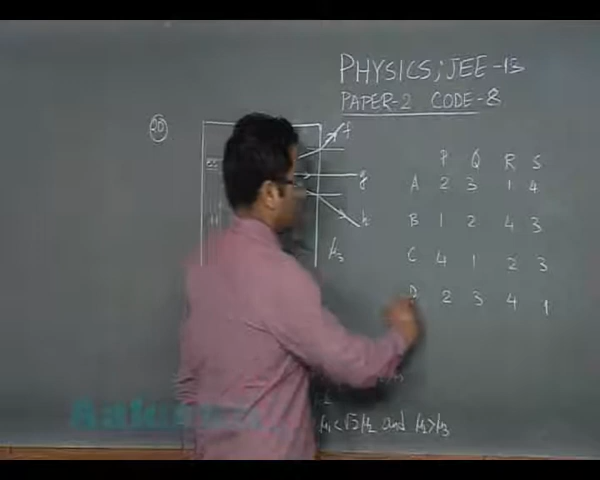 PHYSICS; JEE-13
PAPER-2 CODE-8
20
f
g
h
μ3
P Q R S
A 2 3 1 4
B 1 2 4 3
C 4 1 2 3
D 2 3 4 1
μ1<√2μ2 and μ2>μ3